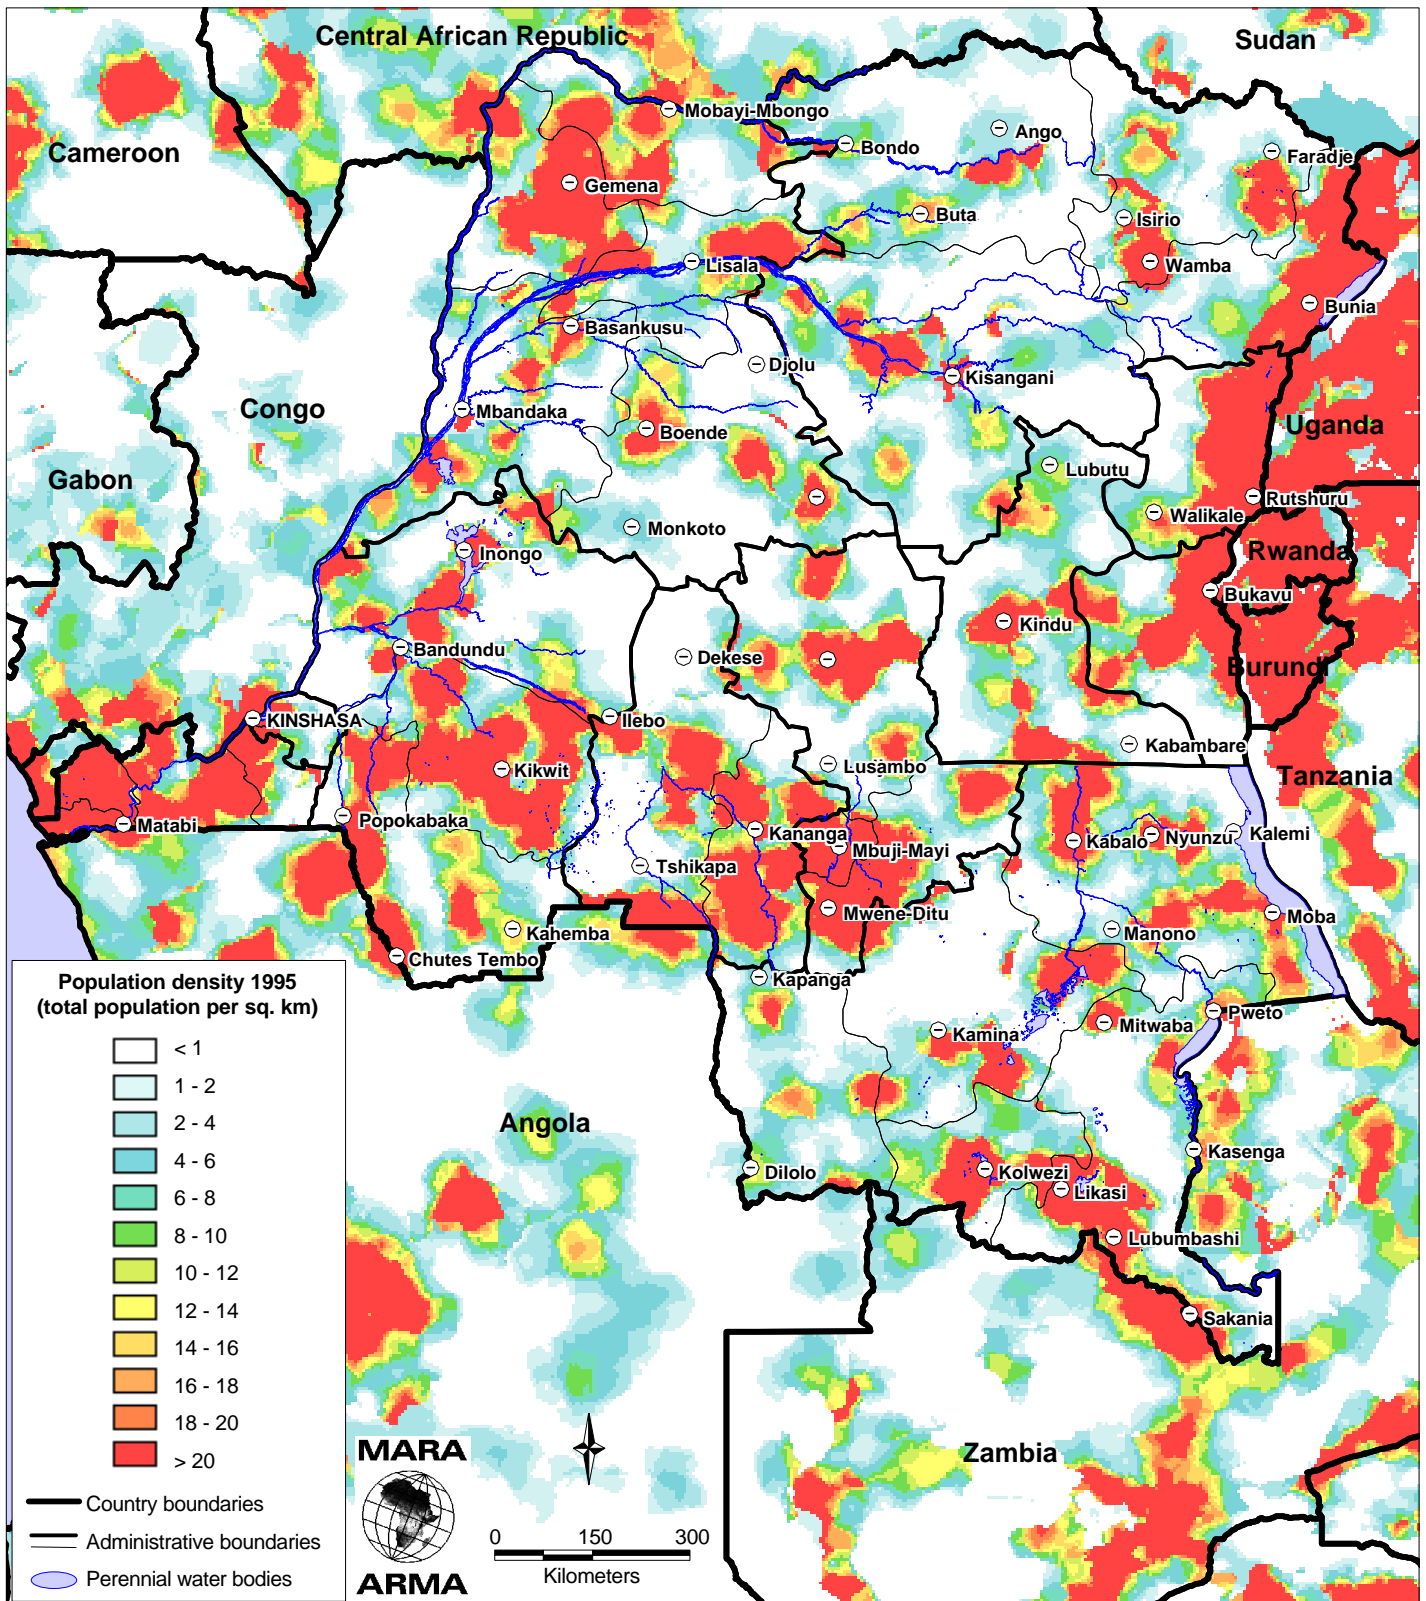 Central African Republic
Sudan
Cameroon
Mobayi-Mbongo
Ango
Bondo
Faradje
Gemena
Buta
Isirio
Lisala
Wamba
Bunia
Basankusu
Djolu
Kisangani
Congo
Mbandaka
Boende
Uganda
Gabon
Lubutu
Rutshuru
Walikale
Monkoto
Inongo
Rwanda
Bukavu
Kindu
Bandundu
Dekese
Burundi
KINSHASA
Ilebo
Kabambare
Lusambo
Kikwit
Tanzania
Matabi
Popokabaka
Kananga
Mbuji-Mayi
Kabalo
Nyunzu
Kalemi
Tshikapa
Mwene-Ditu
Moba
Kahemba
Manono
Chutes Tembo
Kapanga
Pweto
Kamina
Mitwaba
Angola
Kasenga
Dilolo
Kolwezi
Likasi
Lubumbashi
Sakania
Zambia
Population density 1995
(total population per sq. km)
< 1
1 - 2
2 - 4
4 - 6
6 - 8
8 - 10
10 - 12
12 - 14
14 - 16
16 - 18
18 - 20
> 20
Country boundaries
Administrative boundaries
Perennial water bodies
MARA
ARMA
0 150 300
Kilometers